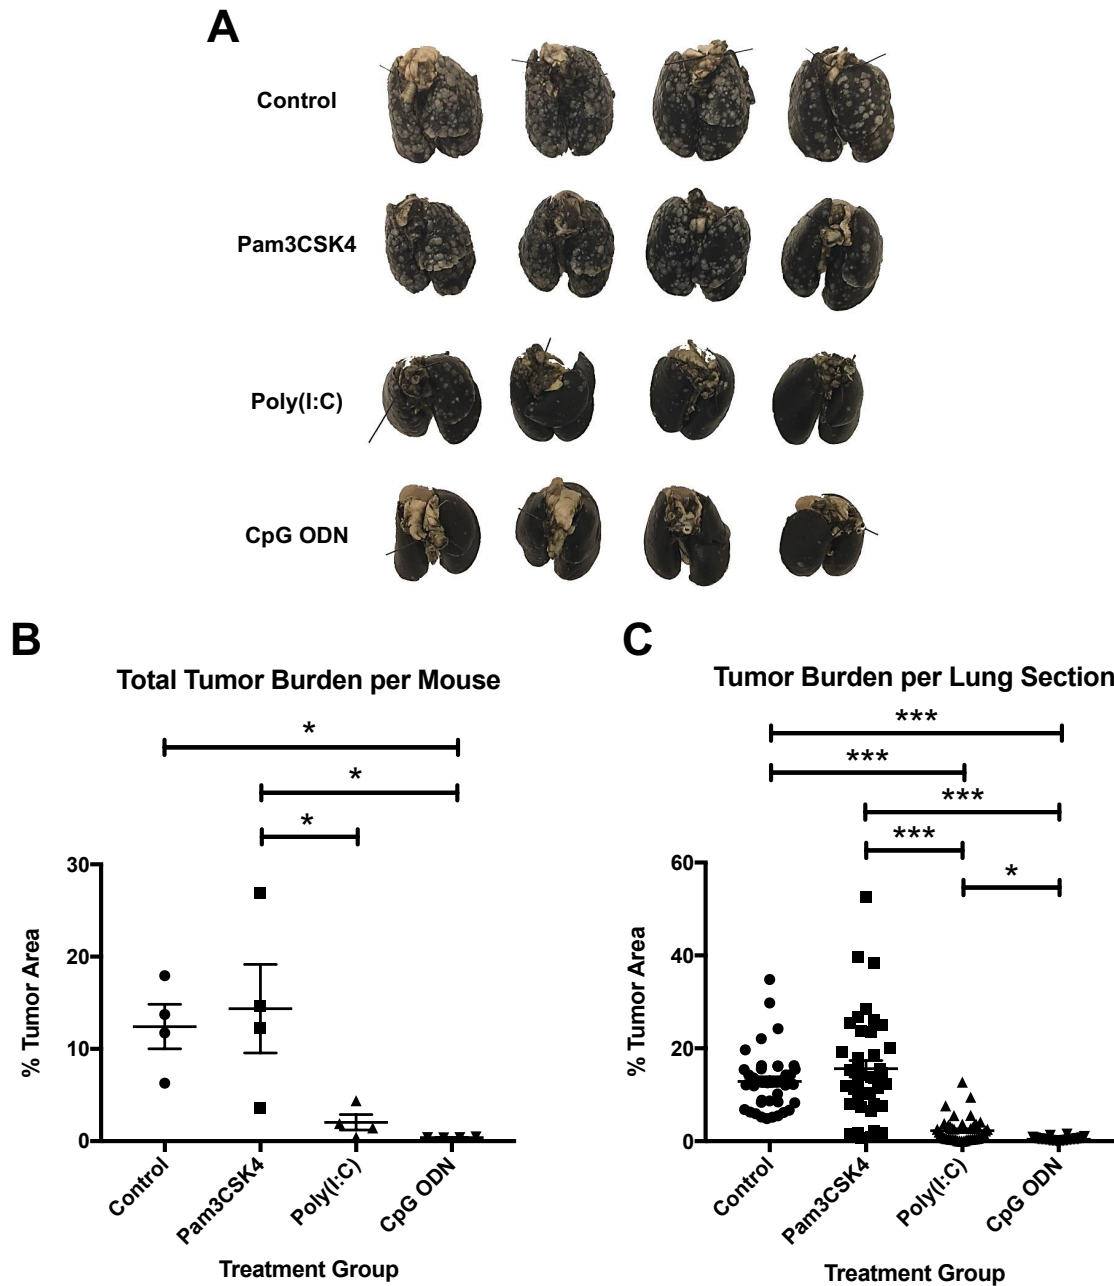 A
Control
Pam3CSK4
Poly(I:C)
CpG ODN
B
Total Tumor Burden per Mouse
*
*
*
30
20
10
0
% Tumor Area
Control
Pam3CSK4
Poly(I:C)
CpG ODN
Treatment Group
C
Tumor Burden per Lung Section
***
***
***
***
*
60
40
20
0
% Tumor Area
Control
Pam3CSK4
Poly(I:C)
CpG ODN
Treatment Group